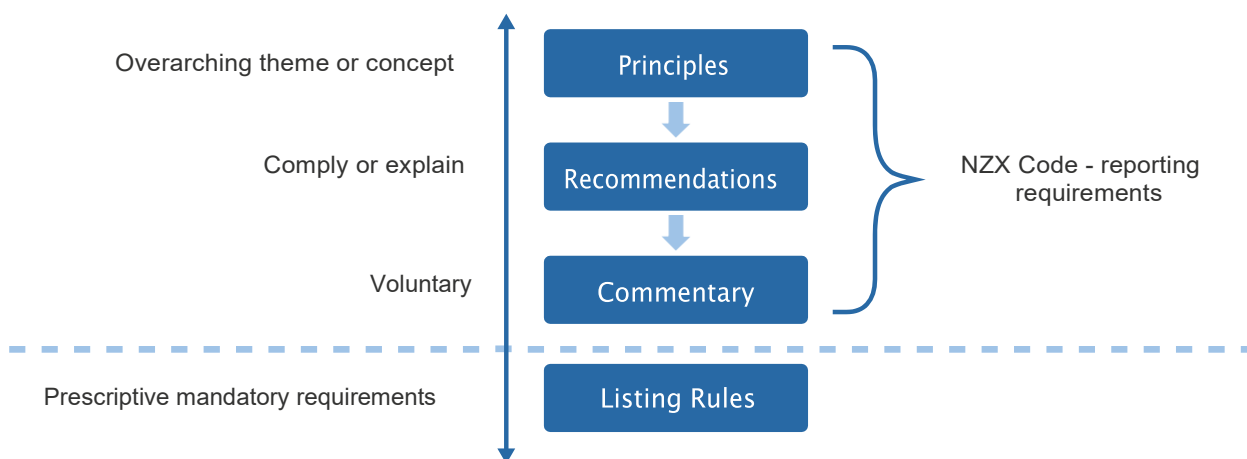 Overarching theme or concept
Principles
Comply or explain
Recommendations
NZX Code - reporting
requirements
Voluntary
Commentary
Prescriptive mandatory requirements
Listing Rules